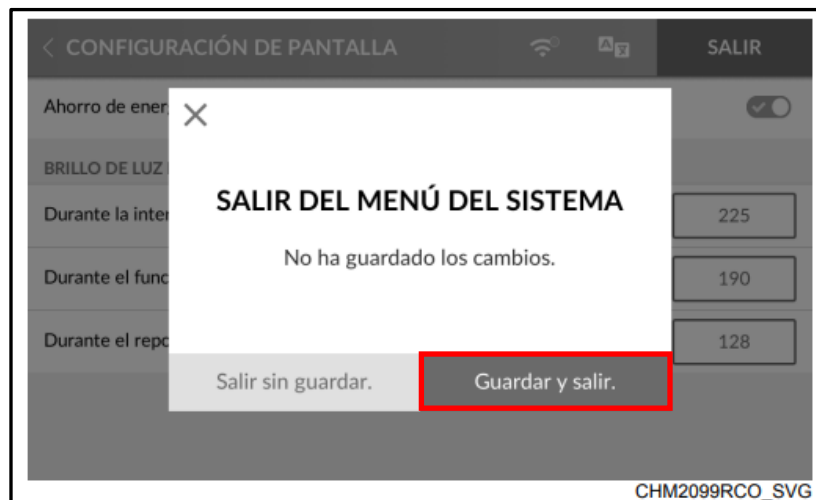 < CONFIGURACIÓN DE PANTALLA
SALIR
Ahorro de ener
BRILLO DE LUZ
Durante la inter
225
Durante el func
190
Durante el repo
128
SALIR DEL MENÚ DEL SISTEMA
No ha guardado los cambios.
Salir sin guardar.
Guardar y salir.
CHM2099RCO_SVG